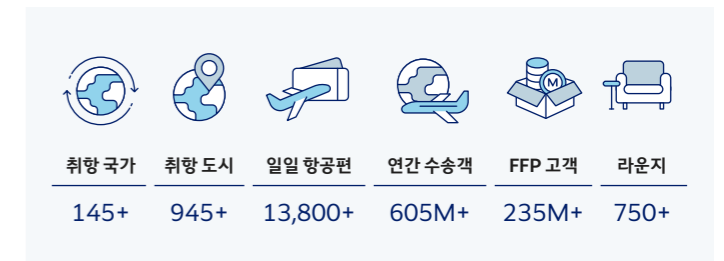 M
취항 국가 취항 도시 일일 항공편 연간 수송객 FFP 고객 라운지
145+ 945+ 13,800+ 605M+ 235M+ 750+